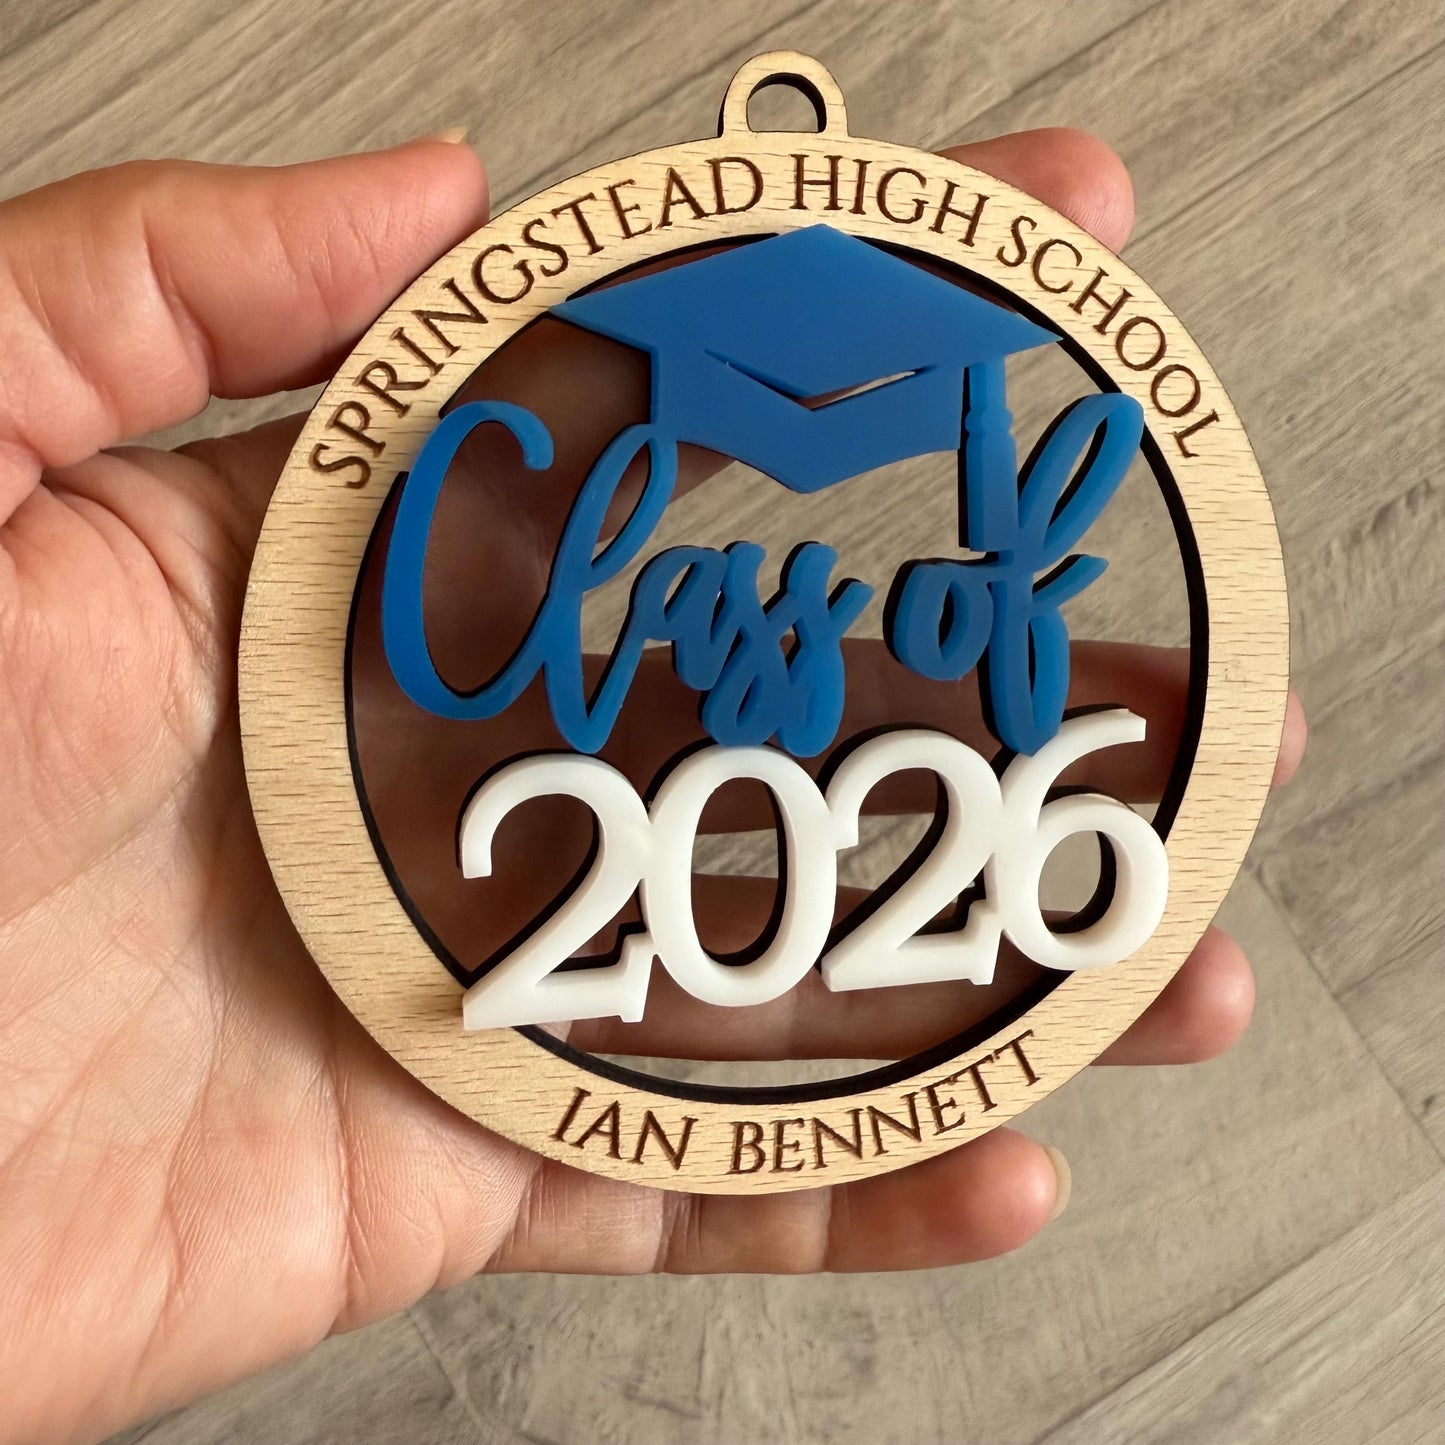 SPRINGSTEAD HIGH SCHOOL
Class of
2026
IAN BENNETT